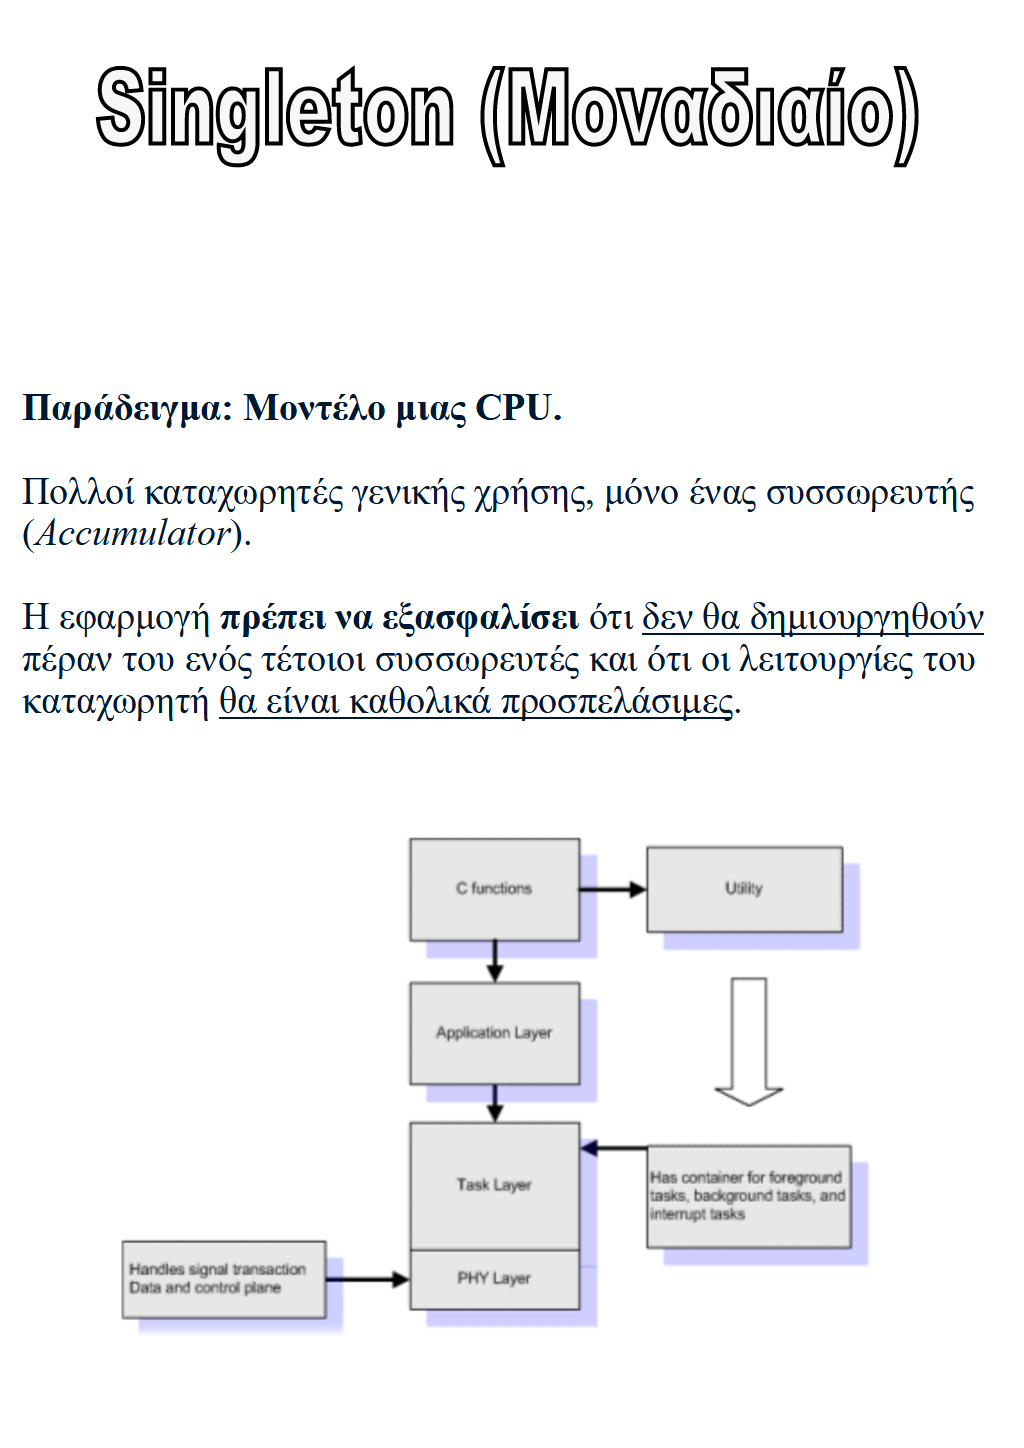 Singleton (Μοναδιαίο)
Παράδειγμα: Μοντέλο μιας CPU.
Πολλοί καταχωρητές γενικής χρήσης, μόνο ένας συσσωρευτής
(Accumulator).
Η εφαρμογή πρέπει να εξασφαλίσει ότι δεν θα δημιουργηθούν
πέραν του ενός τέτοιοι συσσωρευτές και ότι οι λειτουργίες του
καταχωρητή θα είναι καθολικά προσπελάσιμες.
C functions
Utility
Application Layer
Task Layer
Has container for foreground
tasks, background tasks, and
interrupt tasks
Handles signal transaction
Data and control plane
PHY Layer